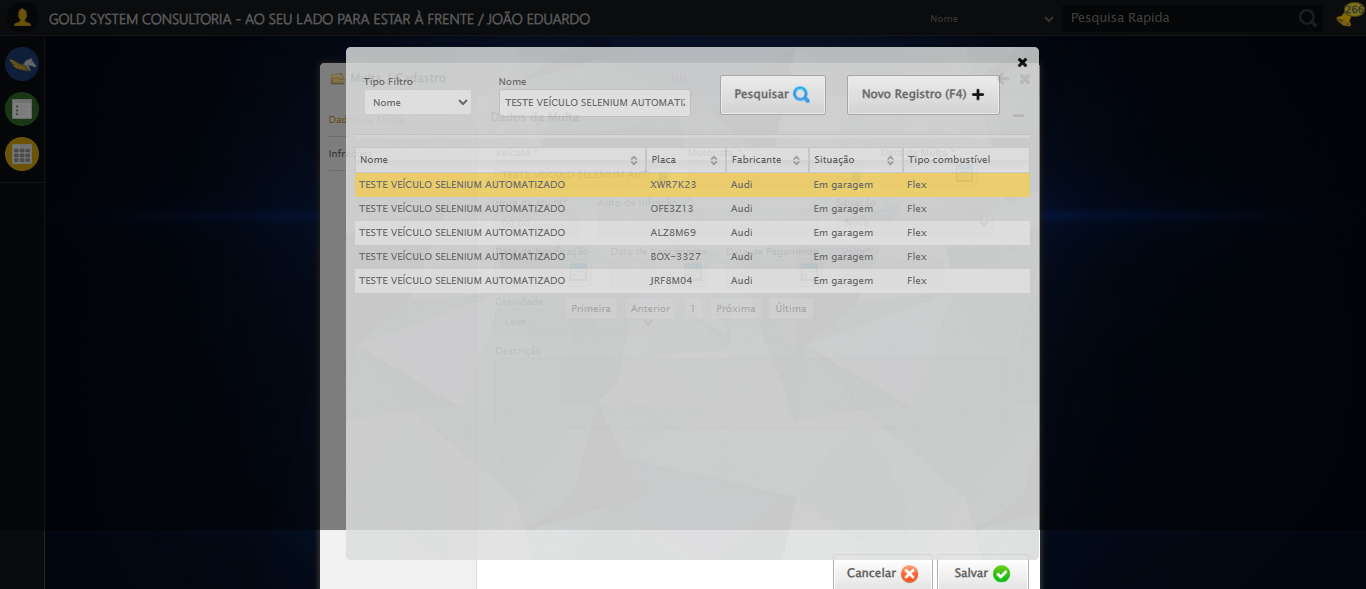 GOLD SYSTEM CONSULTORIA - AO SEU LADO PARA ESTAR À FRENTE / JOÃO EDUARDO
Nome
Pesquisa Rapida
266
Multa / Cadastro
Tipo Filtro
Nome
Nome
TESTE VEÍCULO SELENIUM AUTOMATIZ
Pesquisar
Novo Registro (F4)
Dados da Multa
Nome Placa Fabricante Situação Tipo combustível
TESTE VEÍCULO SELENIUM AUTOMATIZADO XWR7K23 Audi Em garagem Flex
TESTE VEÍCULO SELENIUM AUTOMATIZADO OFE3Z13 Audi Em garagem Flex
TESTE VEÍCULO SELENIUM AUTOMATIZADO ALZ8M69 Audi Em garagem Flex
TESTE VEÍCULO SELENIUM AUTOMATIZADO BOX-3327 Audi Em garagem Flex
TESTE VEÍCULO SELENIUM AUTOMATIZADO JRF8M04 Audi Em garagem Flex
Gravidade
Leve
Primeira Anterior 1 Próxima Última
Descrição
Cancelar
Salvar